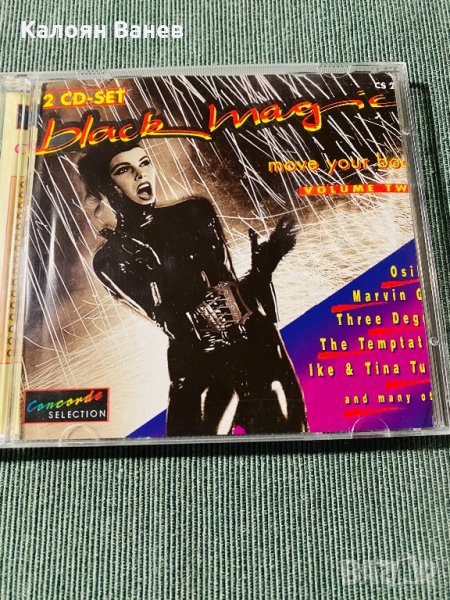 Калоян Ванев
2 CD-SET
CS 2
black magic
move your bo
VOLUME TW
Osi
Marvin G
Three Deg
The Temptat
Ike & Tina Tu
and many ot
Concorde
SELECTION